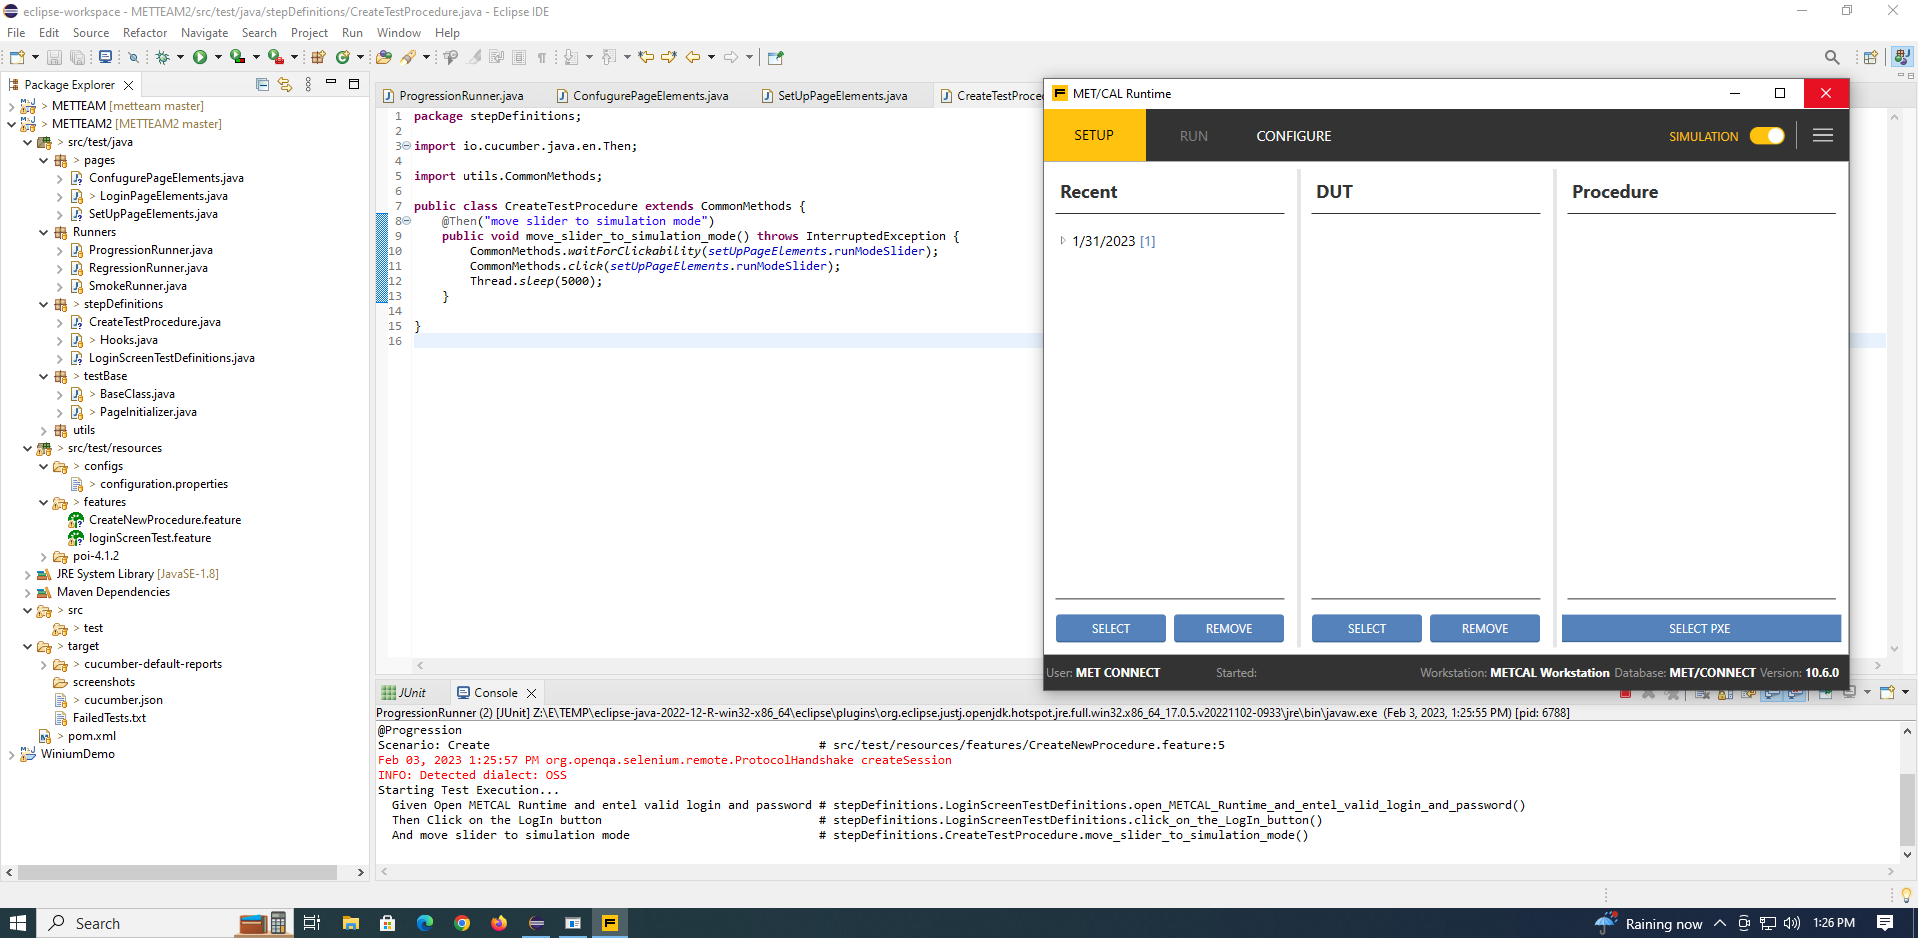 eclipse-workspace - METTEAM2/src/test/java/stepDefinitions/CreateTestProcedure.java - Eclipse IDE
File Edit Source Refactor Navigate Search Project Run Window Help
Package Explorer
> METTEAM [metteam master]
> METTEAM2 [METTEAM2 master]
> src/test/java
> pages
ConfugurePageElements.java
> LoginPageElements.java
SetUpPageElements.java
Runners
ProgressionRunner.java
RegressionRunner.java
SmokeRunner.java
> stepDefinitions
CreateTestProcedure.java
> Hooks.java
LoginScreenTestDefinitions.java
> testBase
> BaseClass.java
> PageInitializer.java
> utils
> src/test/resources
> configs
> configuration.properties
> features
CreateNewProcedure.feature
loginScreenTest.feature
> poi-4.1.2
JRE System Library [JavaSE-1.8]
Maven Dependencies
> src
> test
> target
> cucumber-default-reports
screenshots
> cucumber.json
FailedTests.txt
> pom.xml
WiniumDemo
ProgressionRunner.java ConfugurePageElements.java SetUpPageElements.java CreateTestProce
1 package stepDefinitions;
2
3 import io.cucumber.java.en.Then;
4
5 import utils.CommonMethods;
6
7 public class CreateTestProcedure extends CommonMethods {
8 @Then("move slider to simulation mode")
9 public void move_slider_to_simulation_mode() throws InterruptedException {
10 CommonMethods.waitForClickability(setUpPageElements.runModeSlider);
11 CommonMethods.click(setUpPageElements.runModeSlider);
12 Thread.sleep(5000);
13 }
14
15 }
16
MET/CAL Runtime
SETUP RUN CONFIGURE SIMULATION
Recent DUT Procedure
1/31/2023 [1]
SELECT REMOVE SELECT REMOVE SELECT PXE
User: MET CONNECT Started: Workstation: METCAL Workstation Database: MET/CONNECT Version: 10.6.0
JUnit Console
ProgressionRunner (2) [JUnit] Z:\E\TEMP\eclipse-java-2022-12-R-win32-x86_64\eclipse\plugins\org.eclipse.justj.openjdk.hotspot.jre.full.win32.x86_64_17.0.5.v20221102-0933\jre\bin\javaw.exe (Feb 3, 2023, 1:25:55 PM) [pid: 6788]
@Progression
Scenario: Create # src/test/resources/features/CreateNewProcedure.feature:5
Feb 03, 2023 1:25:57 PM org.openqa.selenium.remote.ProtocolHandshake createSession
INFO: Detected dialect: OSS
Starting Test Execution...
Given Open METCAL Runtime and entel valid login and password # stepDefinitions.LoginScreenTestDefinitions.open_METCAL_Runtime_and_entel_valid_login_and_password()
Then Click on the LogIn button # stepDefinitions.LoginScreenTestDefinitions.click_on_the_LogIn_button()
And move slider to simulation mode # stepDefinitions.CreateTestProcedure.move_slider_to_simulation_mode()
Search
Raining now
1:26 PM